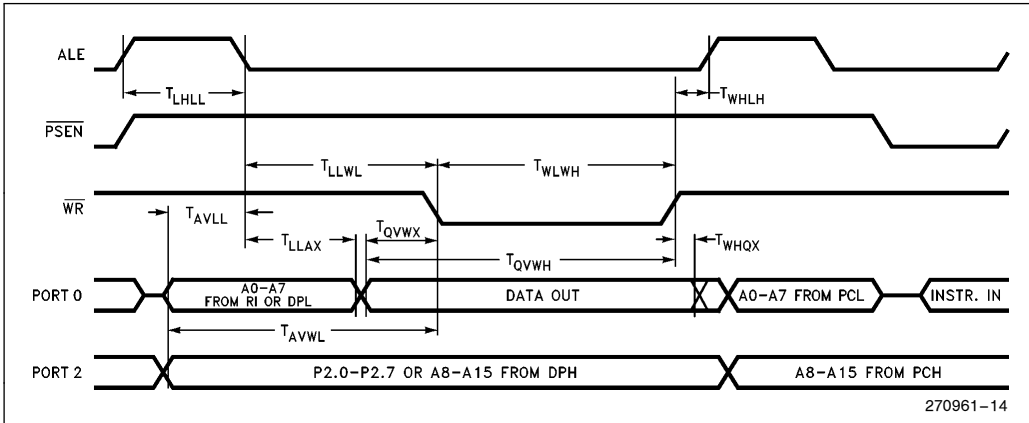 ALE
TLHLL
TWHLH
PSEN
TLLWL
TWLWH
WR
TAVLL
TLLAX
TQVWX
TWHQX
TQVWH
PORT 0
A0-A7
FROM RI OR DPL
DATA OUT
A0-A7 FROM PCL
INSTR. IN
TAVWL
PORT 2
P2.0-P2.7 OR A8-A15 FROM DPH
A8-A15 FROM PCH
270961-14